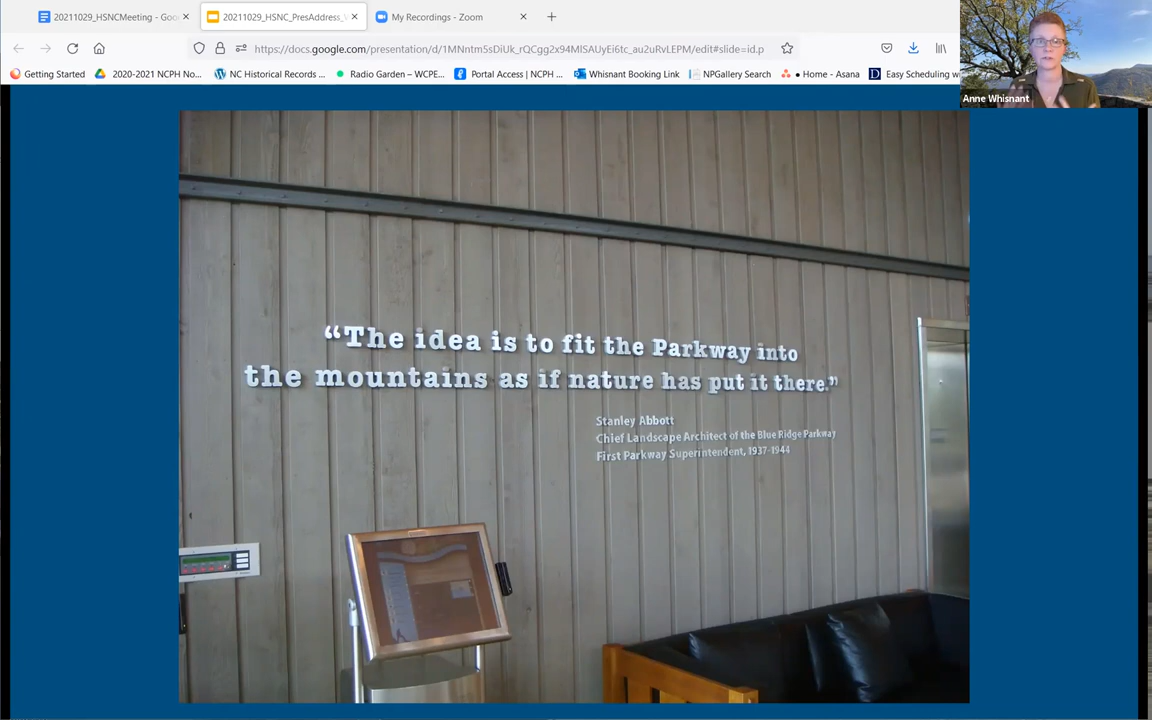 20211029_HSNCMeeting - Goo
20211029_HSNC_PresAddress_
My Recordings - Zoom
https://docs.google.com/presentation/d/1MNntm5sDiUk_rQCgg2x94MlSAUyEi6tc_au2uRvLEPM/edit#slide=id.p
Getting Started
2020-2021 NCPH No...
NC Historical Records ...
Radio Garden – WCPE...
Portal Access | NCPH ...
Whisnant Booking Link
NPGallery Search
● Home - Asana
Easy Scheduling w
Anne Whisnant
“The idea is to fit the Parkway into
the mountains as if nature has put it there.”
Stanley Abbott
Chief Landscape Architect of the Blue Ridge Parkway
First Parkway Superintendent, 1937-1944